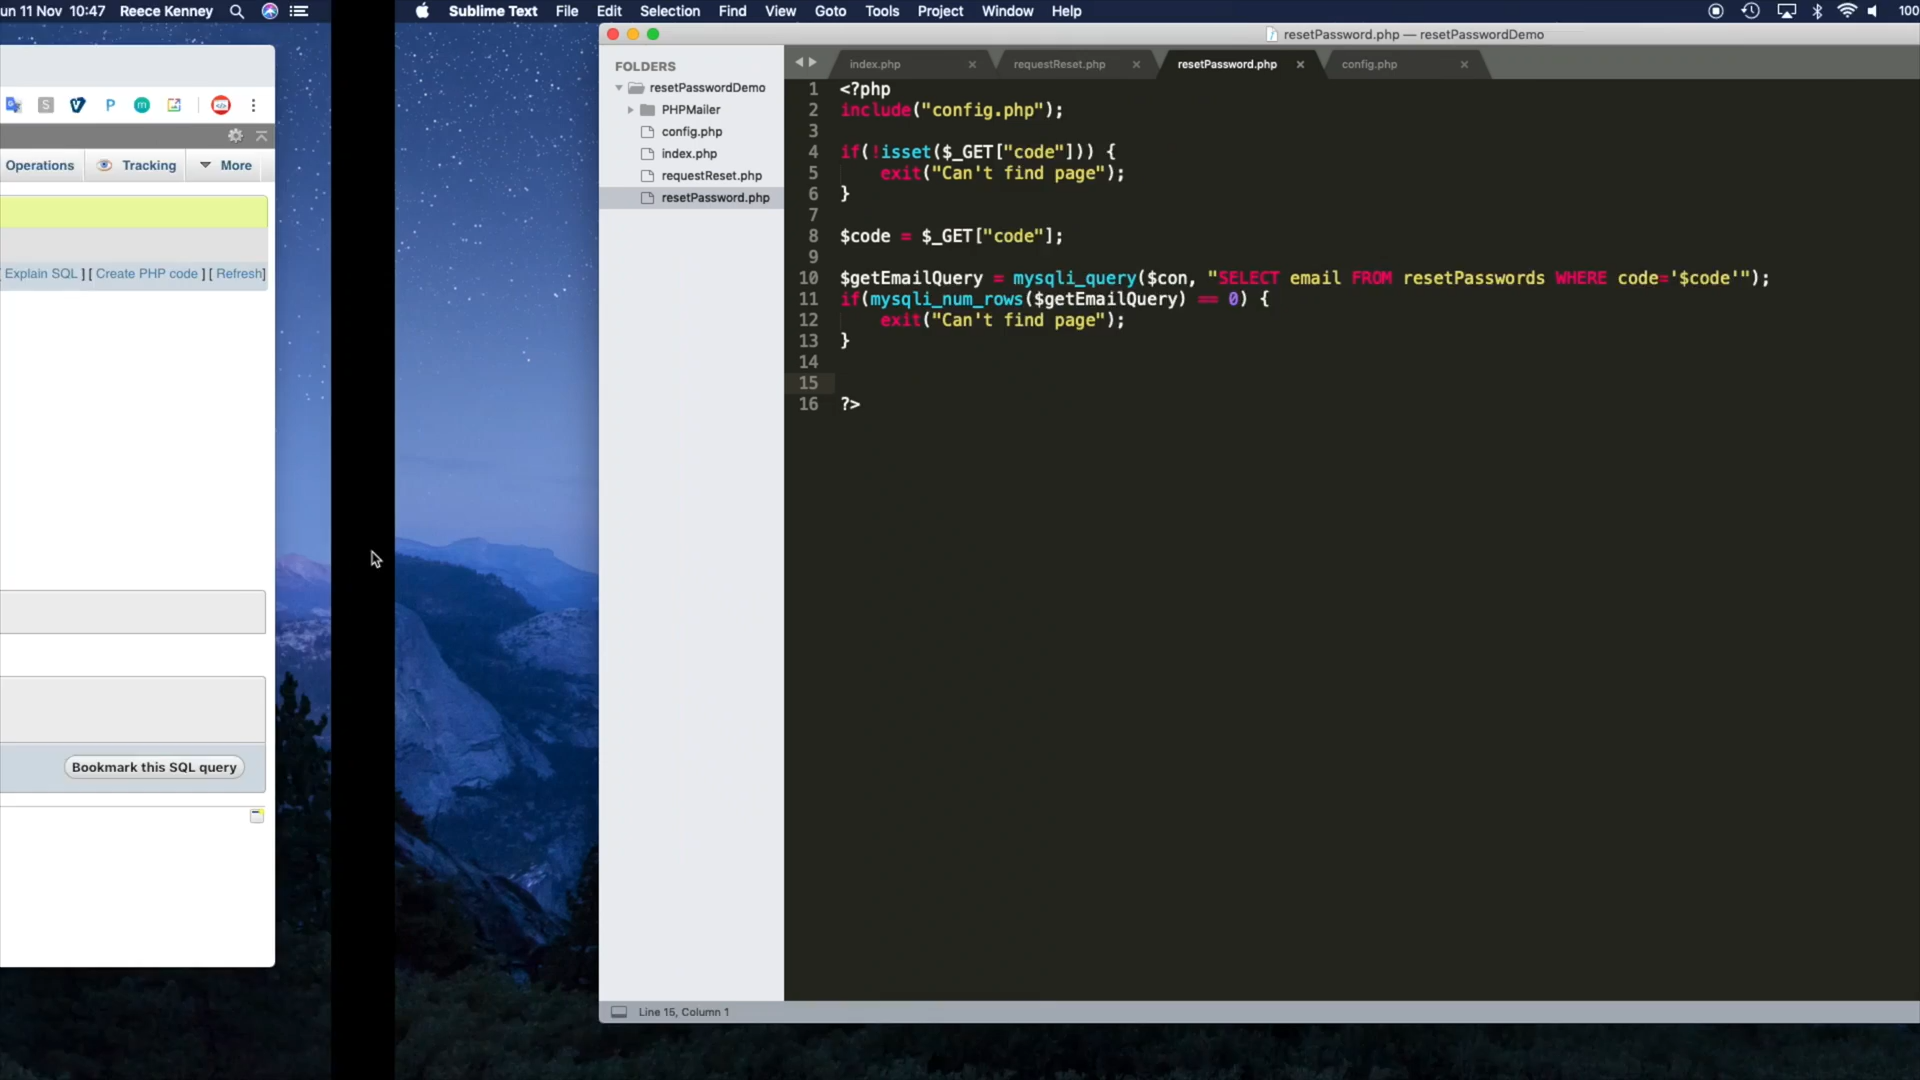 un 11 Nov 10:47 Reece Kenney
Operations Tracking More
Explain SQL ] [ Create PHP code ] [ Refresh]
Bookmark this SQL query
Sublime Text File Edit Selection Find View Goto Tools Project Window Help 100
resetPassword.php — resetPasswordDemo
FOLDERS
resetPasswordDemo
PHPMailer
config.php
index.php
requestReset.php
resetPassword.php
index.php requestReset.php resetPassword.php config.php
1 <?php
2 include("config.php");
3
4 if(!isset($_GET["code"])) {
5 exit("Can't find page");
6 }
7
8 $code = $_GET["code"];
9
10 $getEmailQuery = mysqli_query($con, "SELECT email FROM resetPasswords WHERE code='$code'");
11 if(mysqli_num_rows($getEmailQuery) == 0) {
12 exit("Can't find page");
13 }
14
15
16 ?>
Line 15, Column 1